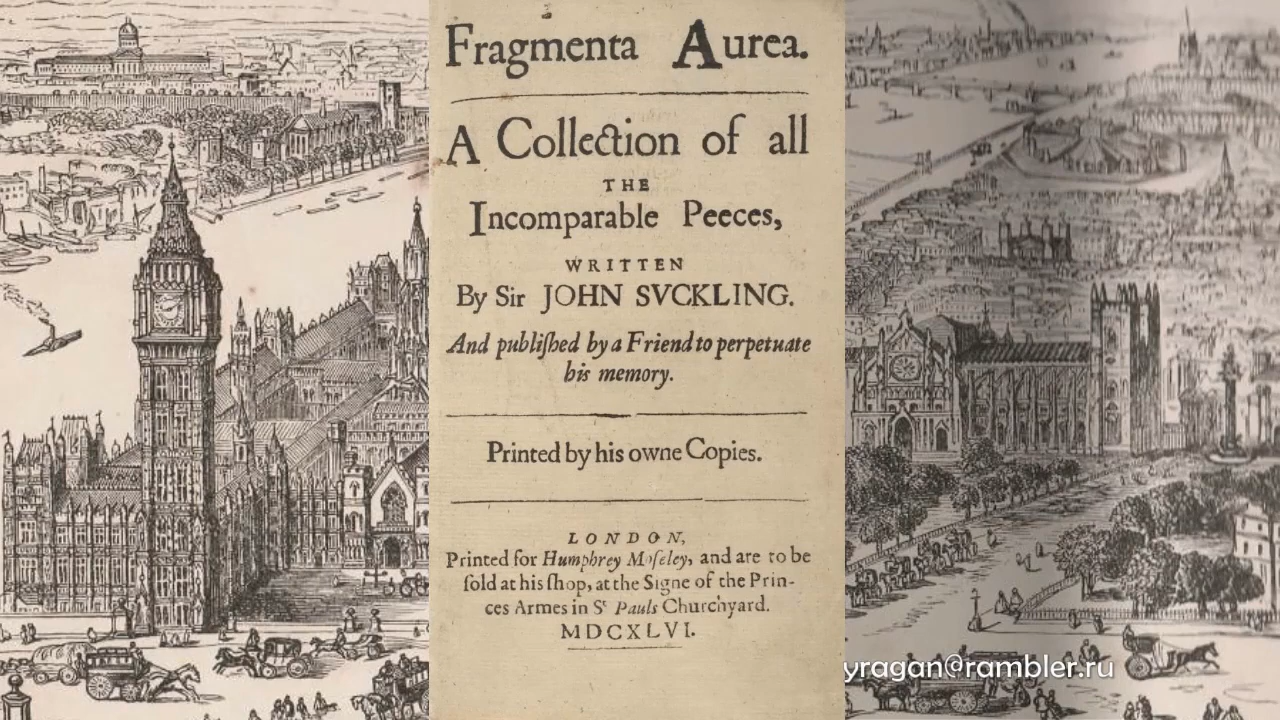 Fragmenta Aurea.
A Collection of all
THE
Incomparable Peeces,
WRITTEN
By Sir JOHN SVCKLING.
And publiſhed by a Friend to perpetuate
his memory.
Printed by his owne Copies.
LONDON,
Printed for Humphrey Moſeley, and are to be
ſold at his ſhop, at the Signe of the Prin-
ces Armes in Sᵗ Pauls Churchyard.
MDCXLVI.
yragan@rambler.ru